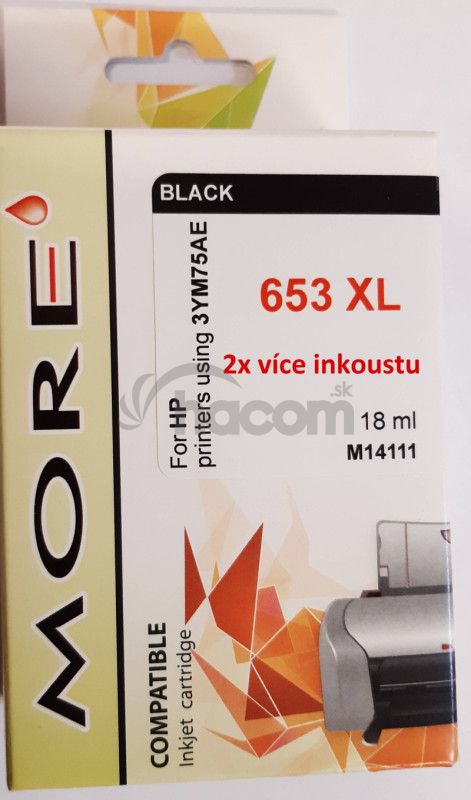 MORE
BLACK
For HP
printers using 3YM75AE
653 XL
2x více inkoustu
18 ml
M14111
hacom.sk
COMPATIBLE
Inkjet cartridge